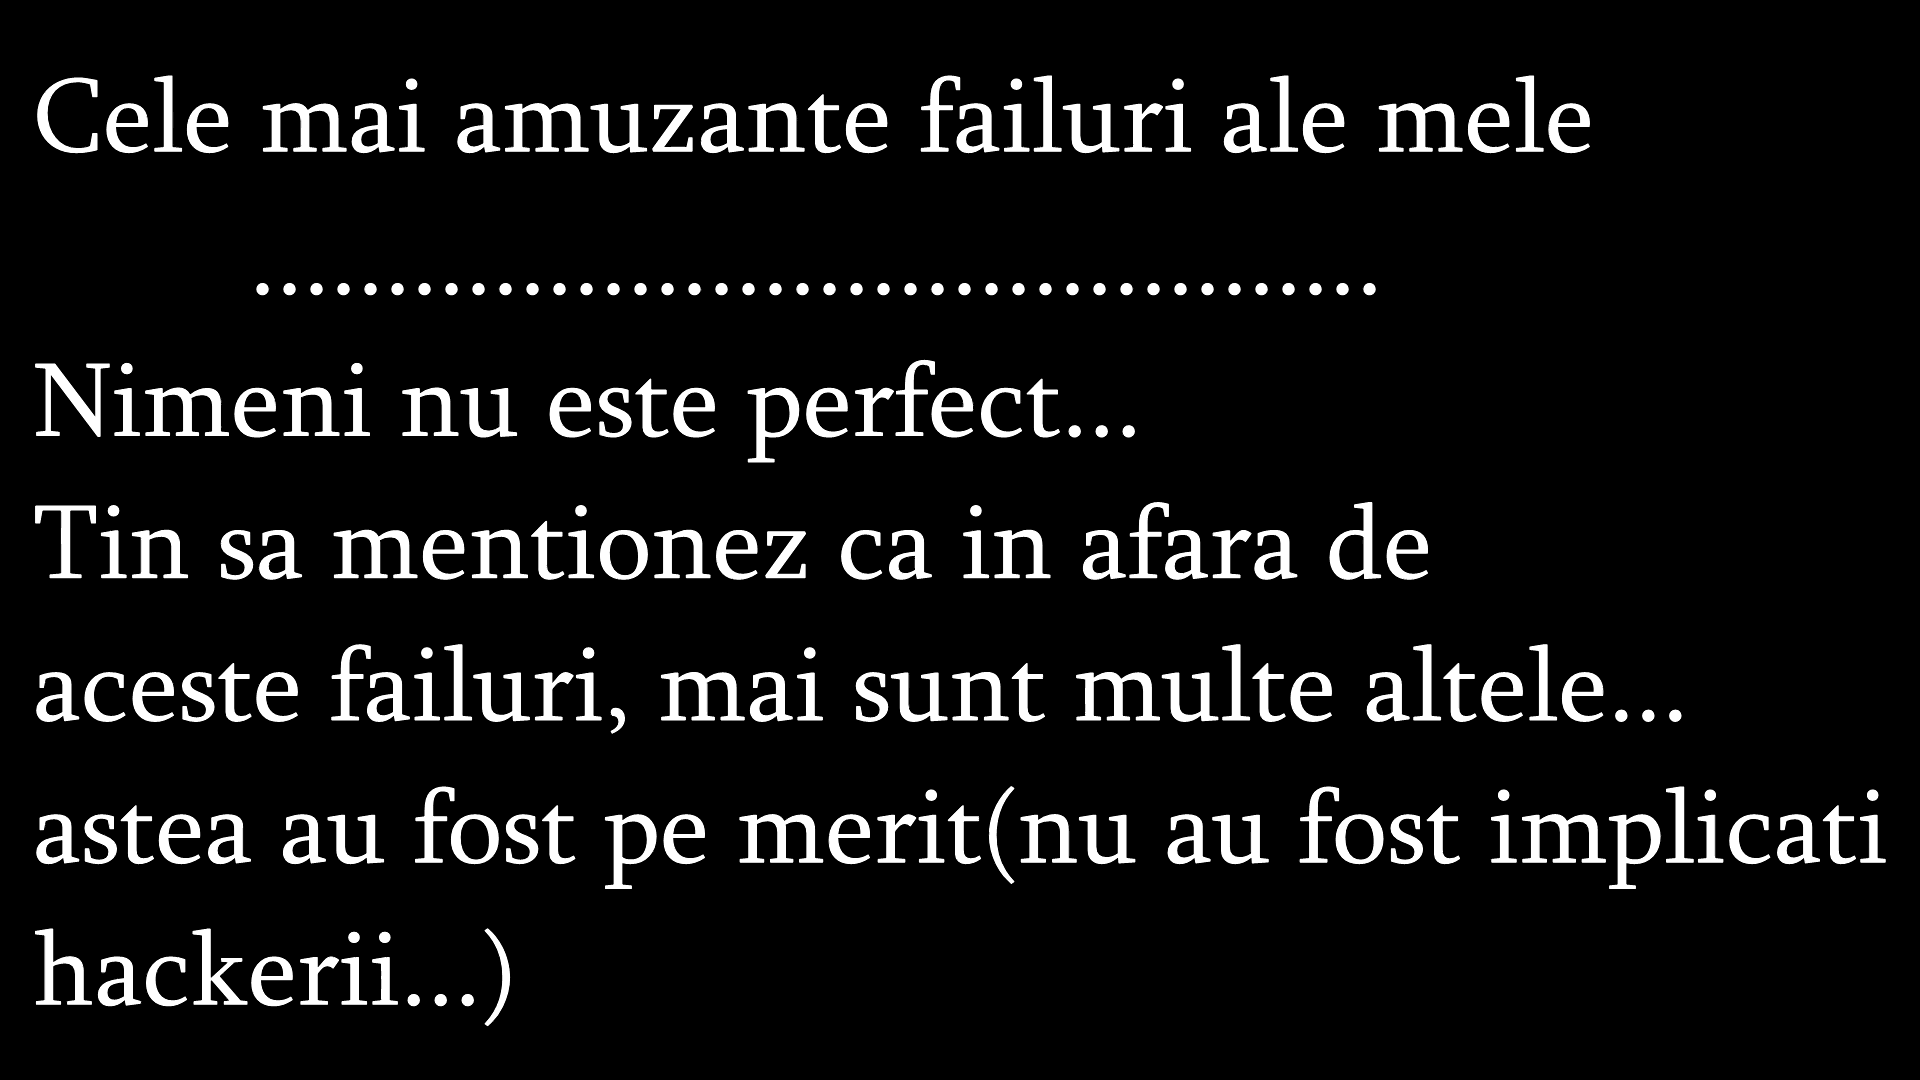 Cele mai amuzante failuri ale mele
..........................................
Nimeni nu este perfect...
Tin sa mentionez ca in afara de
aceste failuri, mai sunt multe altele...
astea au fost pe merit(nu au fost implicati
hackerii...)